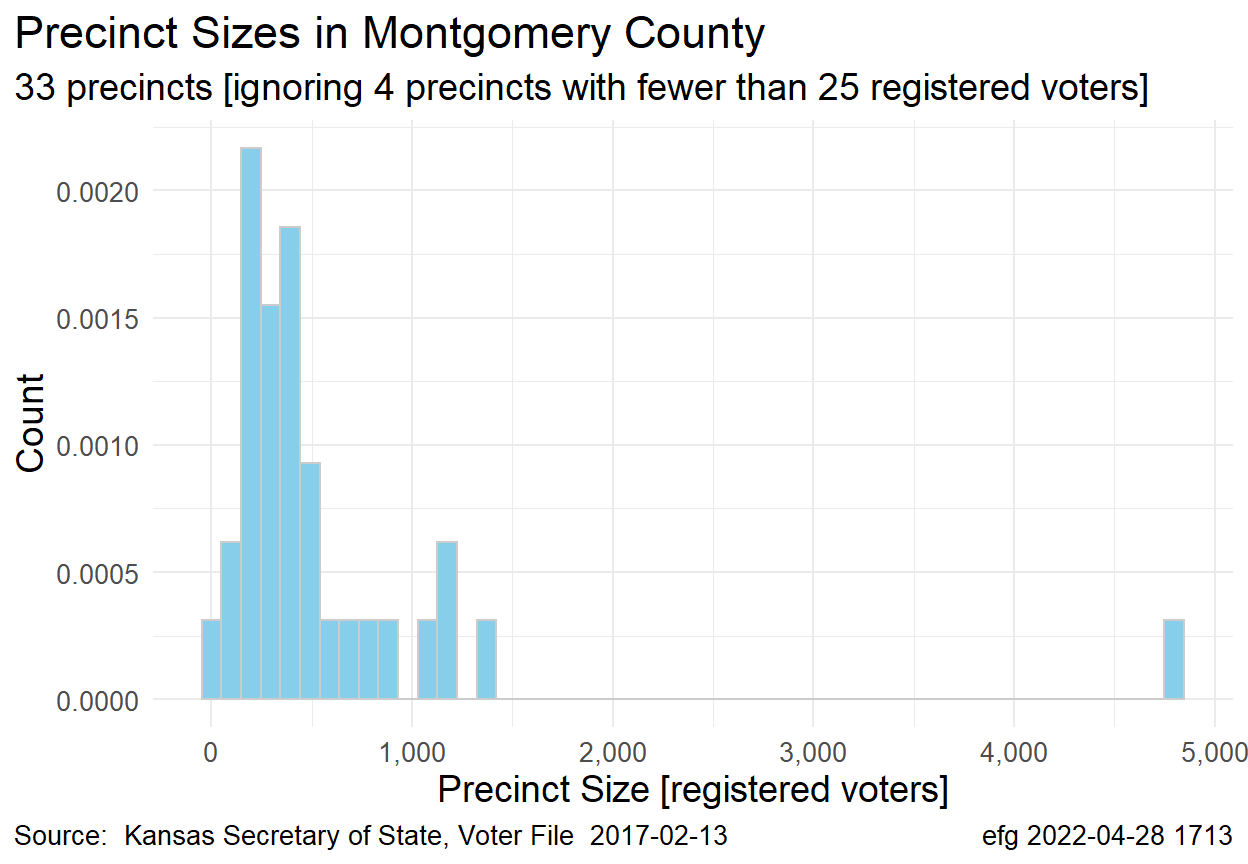 Precinct Sizes in Montgomery County
33 precincts [ignoring 4 precincts with fewer than 25 registered voters]
0.0020
0.0015
0.0010
0.0005
0.0000
Count
0 1,000 2,000 3,000 4,000 5,000
Precinct Size [registered voters]
Source:  Kansas Secretary of State, Voter File  2017-02-13 efg 2022-04-28 1713